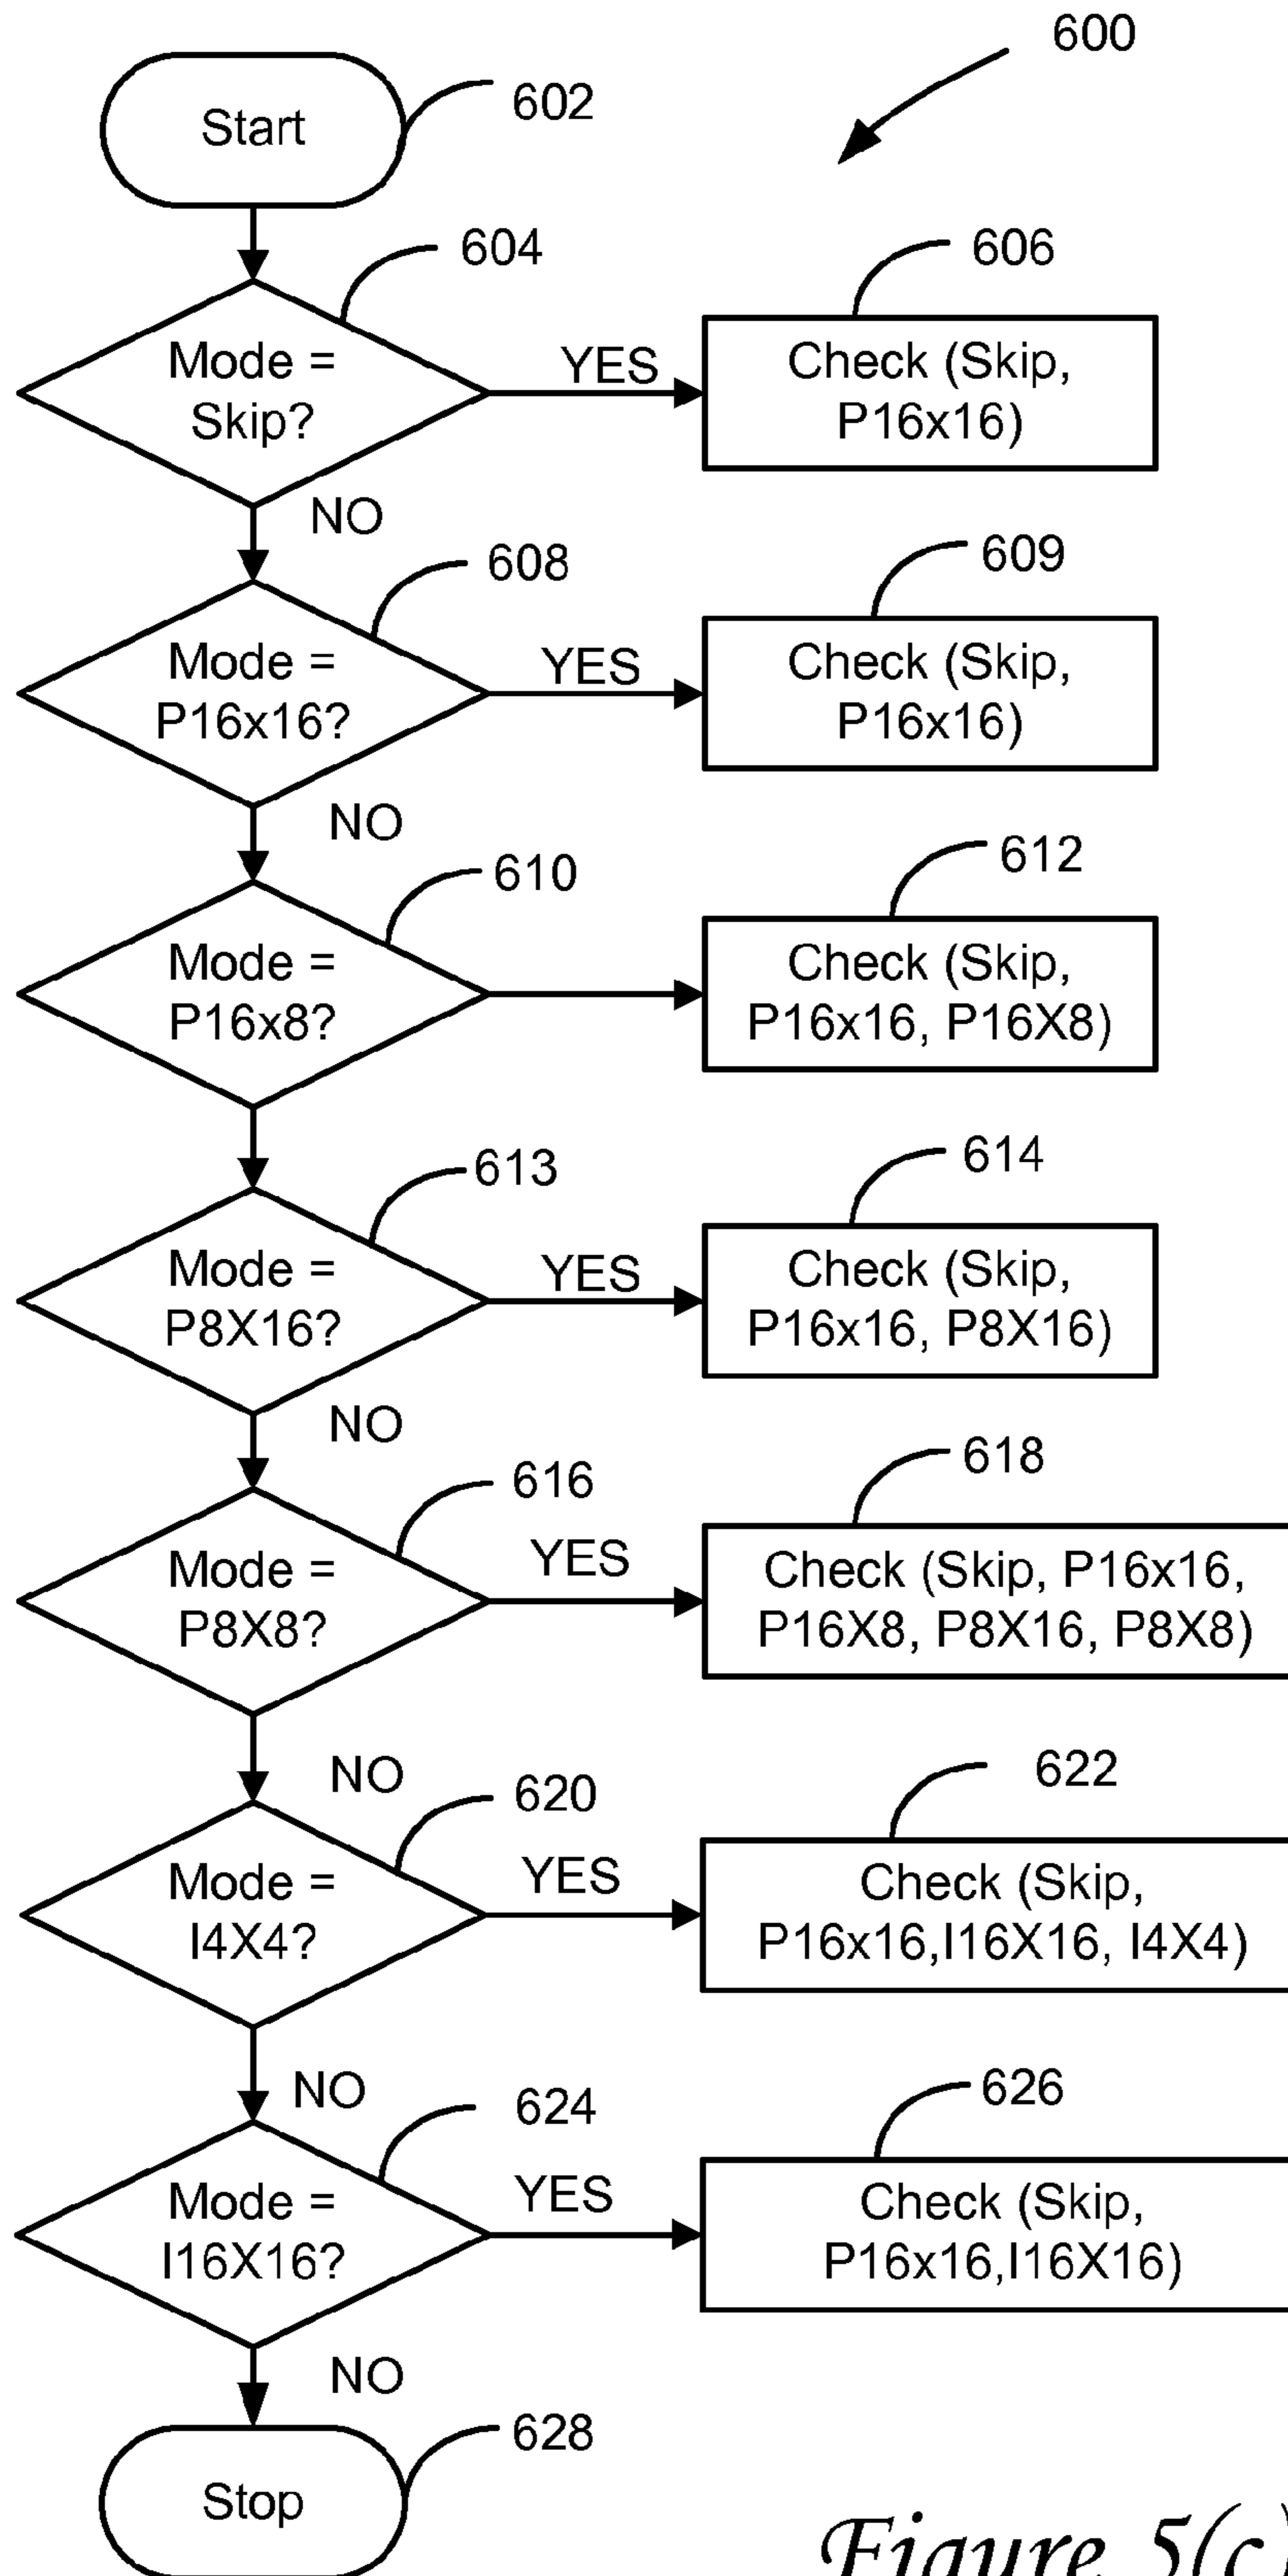 600
Start
602
604
606
Mode =
Skip?
YES
Check (Skip,
P16x16)
NO
608
609
Mode =
P16x16?
YES
Check (Skip,
P16x16)
NO
610
612
Mode =
P16x8?
Check (Skip,
P16x16, P16X8)
613
614
Mode =
P8X16?
YES
Check (Skip,
P16x16, P8X16)
NO
616
618
Mode =
P8X8?
YES
Check (Skip, P16x16,
P16X8, P8X16, P8X8)
NO
620
622
Mode =
I4X4?
YES
Check (Skip,
P16x16,I16X16, I4X4)
NO
624
626
Mode =
I16X16?
YES
Check (Skip,
P16x16,I16X16)
NO
628
Stop
Figure 5(c)